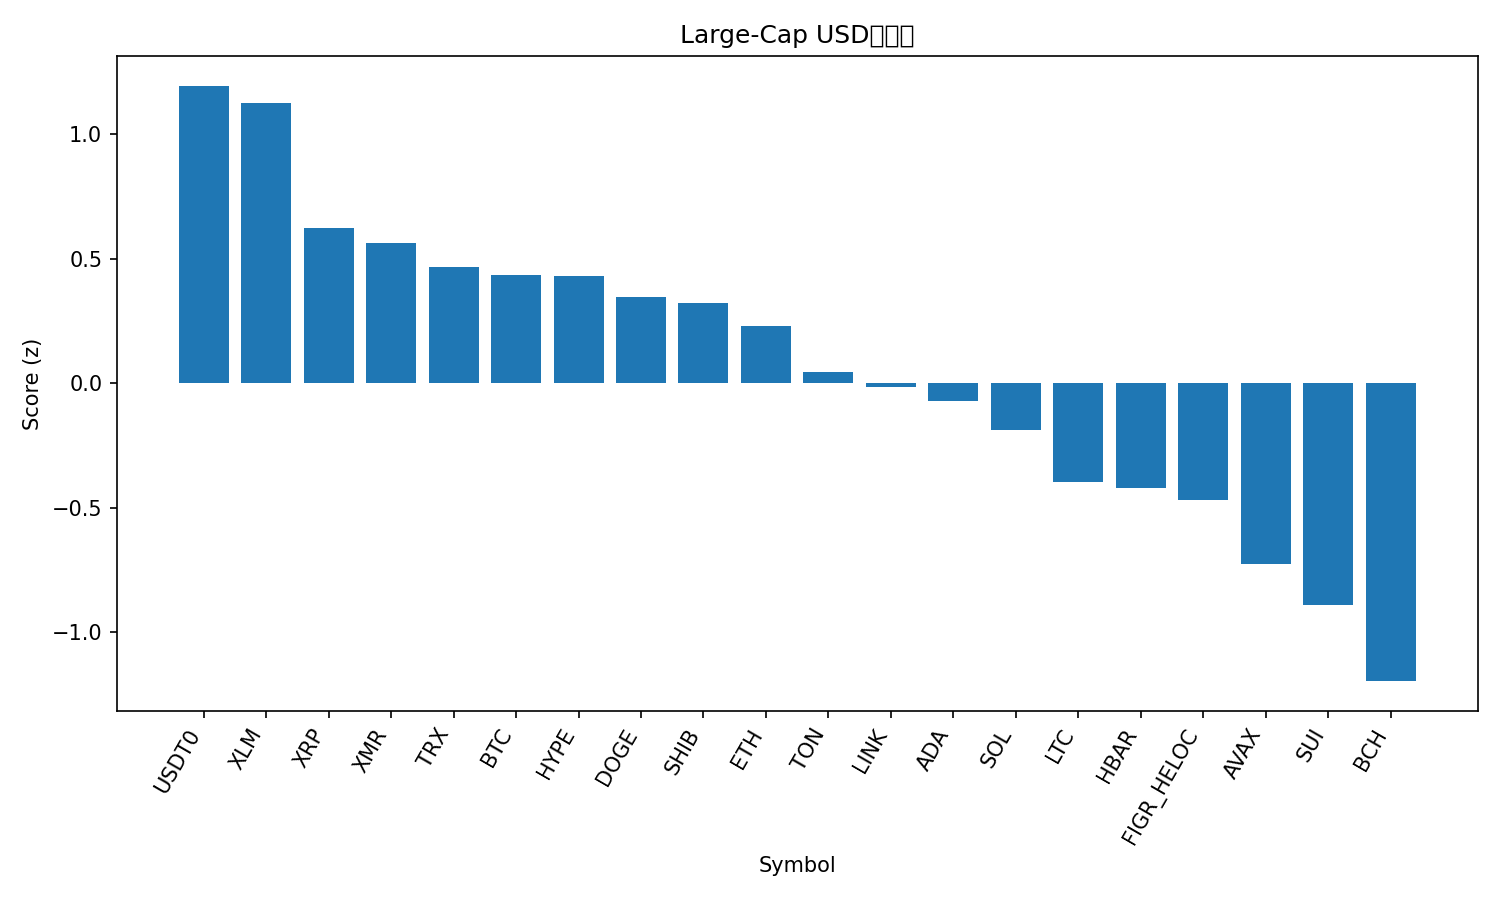 Large-Cap USD
1.0
0.5
0.0
−0.5
−1.0
Score (z)
USDT0
XLM
XRP
XMR
TRX
BTC
HYPE
DOGE
SHIB
ETH
TON
LINK
ADA
SOL
LTC
HBAR
FIGR_HELOC
AVAX
SUI
BCH
Symbol